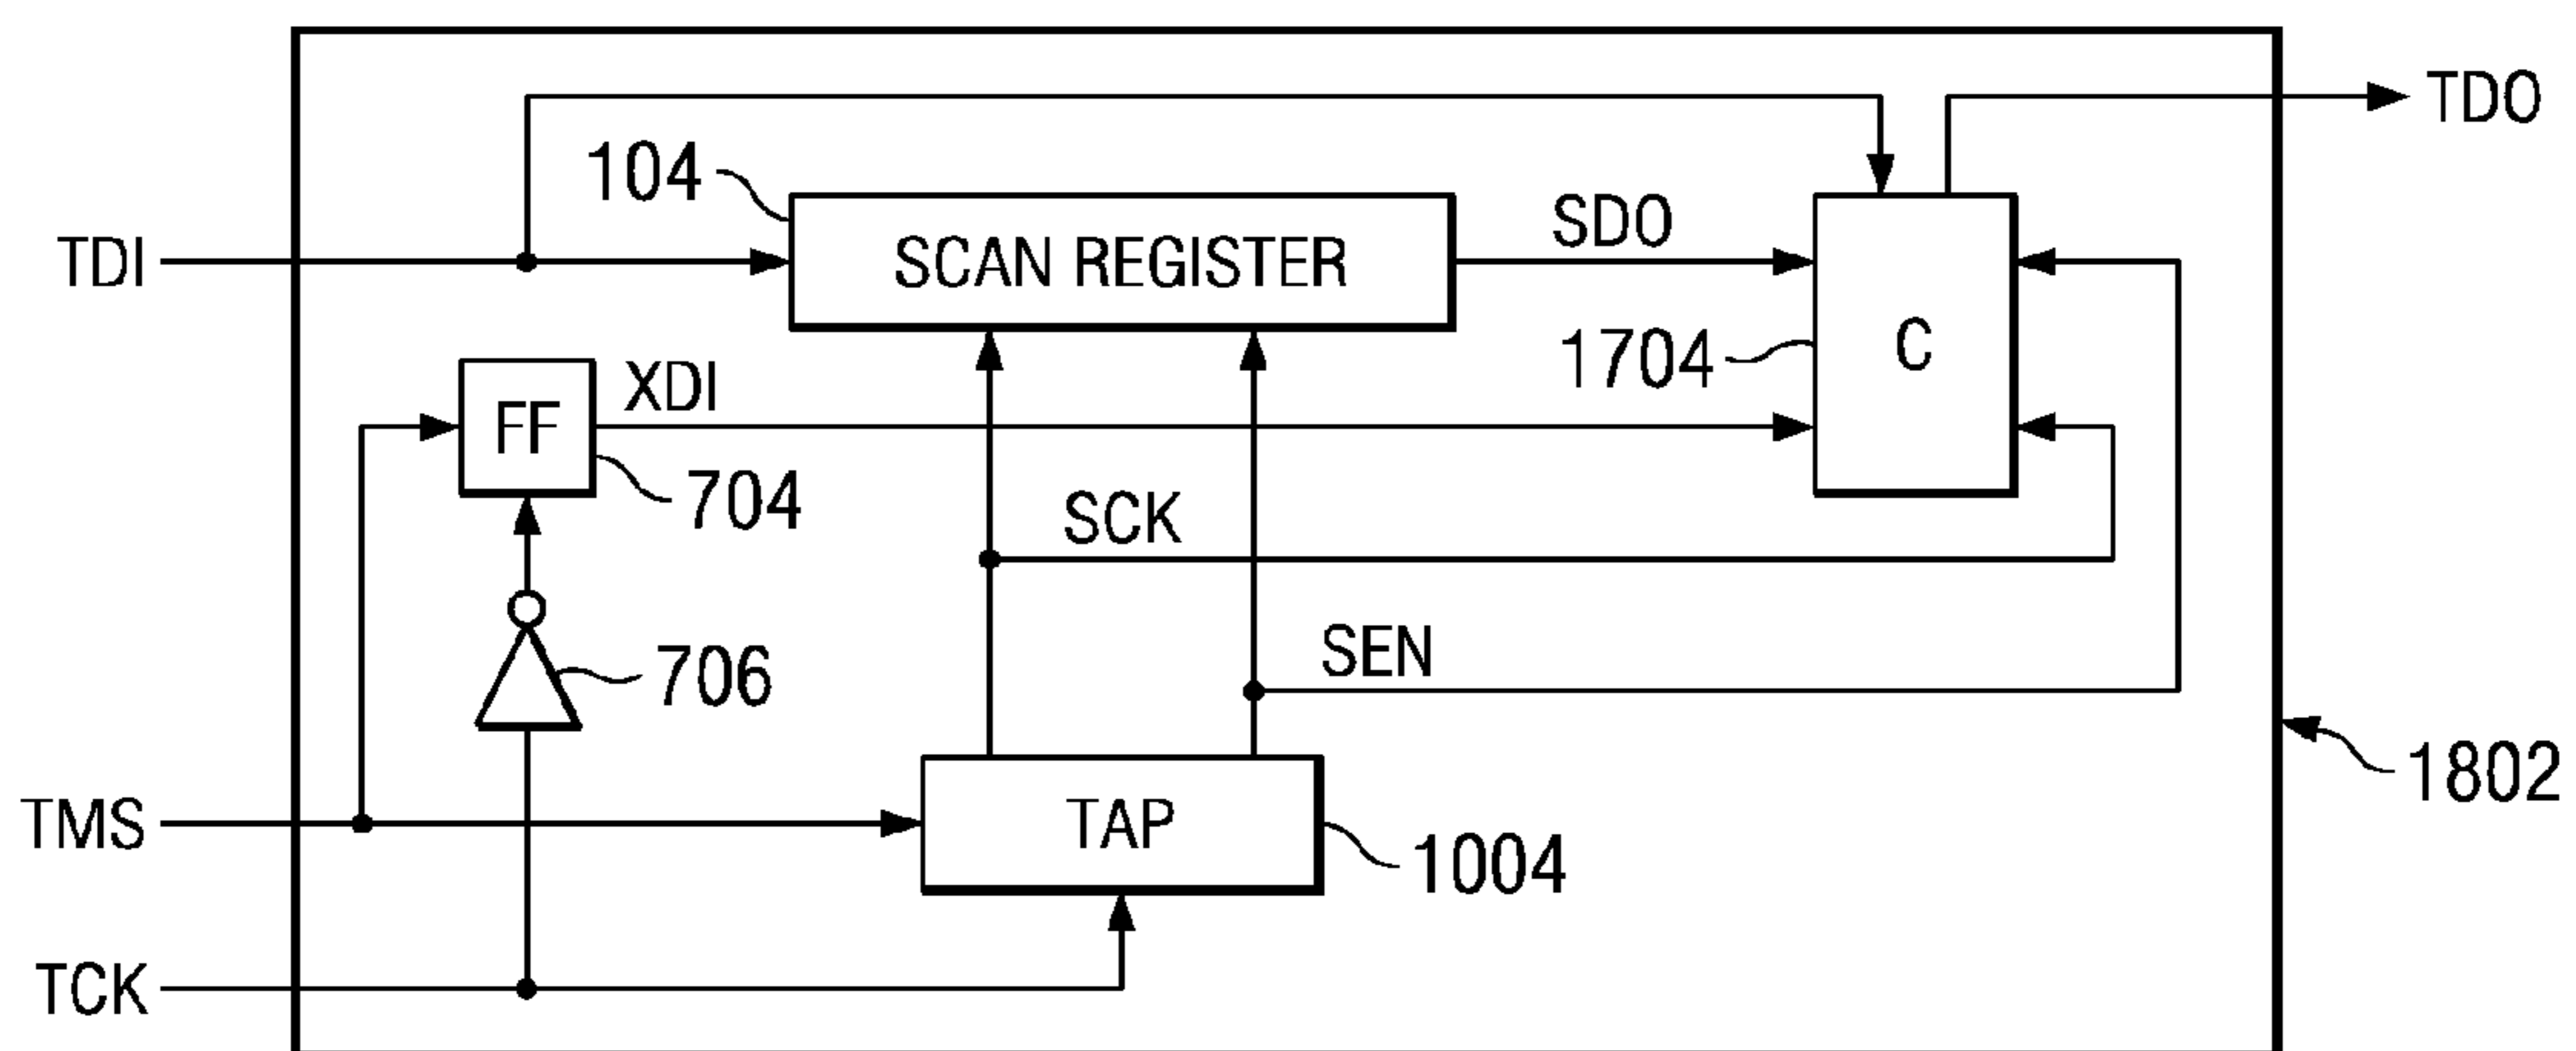 TDO
104
TDI
SCAN REGISTER
SDO
1704
C
FF
XDI
704
SCK
SEN
706
TMS
TAP
1004
1802
TCK